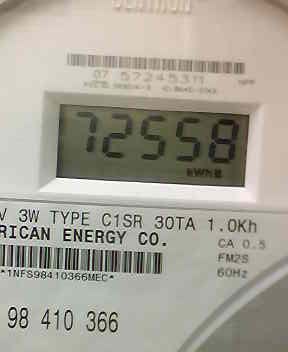 07 57245311
72558
kWh
V 3W TYPE C1SR 30TA 1.0Kh
RICAN ENERGY CO.
CA 0.5
FM2S
60Hz
*1NFS98410366MEC*
98 410 366